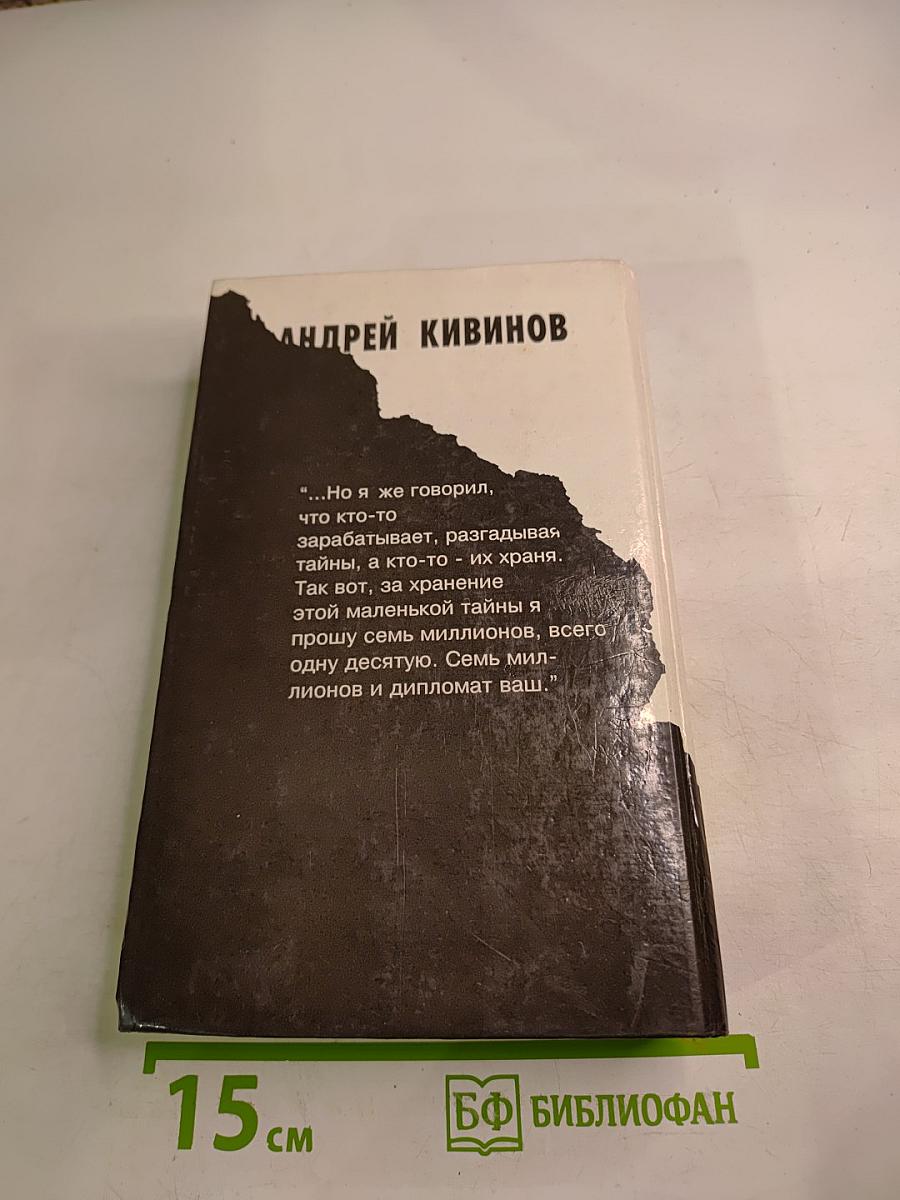 АНДРЕЙ КИВИНОВ
“...Но я же говорил,
что кто-то
зарабатывает, разгадывая
тайны, а кто-то - их храня.
Так вот, за хранение
этой маленькой тайны я
прошу семь миллионов, всего
одну десятую. Семь мил-
лионов и дипломат ваш.”
15 см
БФ БИБЛИОФАН